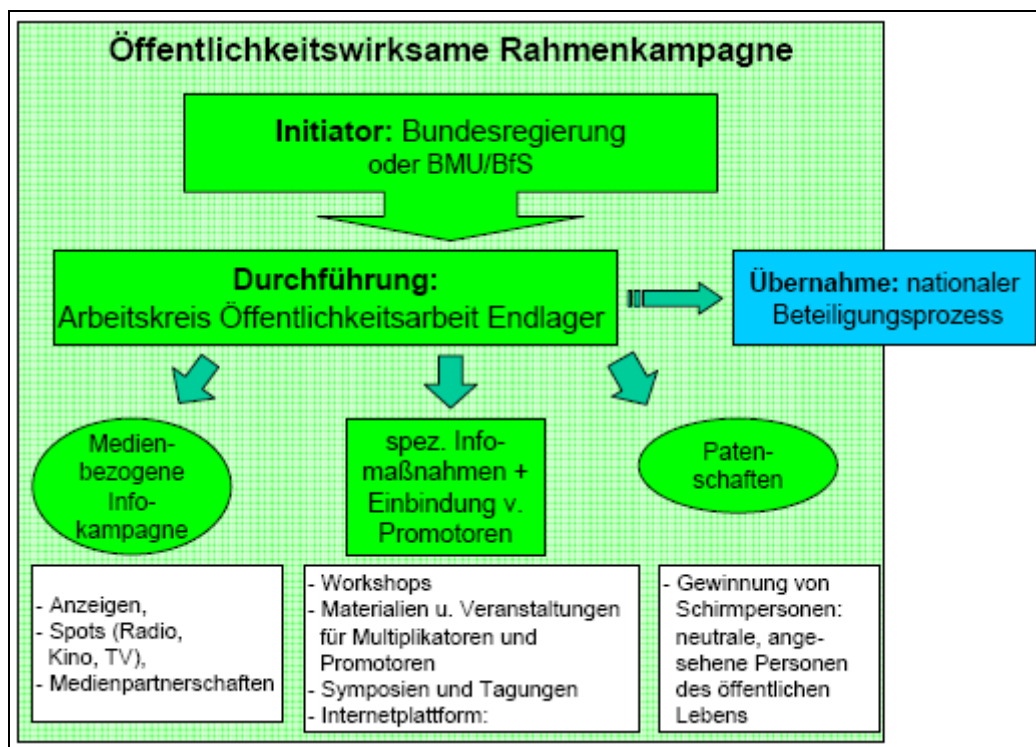 Öffentlichkeitswirksame Rahmenkampagne
Initiator: Bundesregierung
oder BMU/BfS
Durchführung:
Arbeitskreis Öffentlichkeitsarbeit Endlager
Übernahme: nationaler
Beteiligungsprozess
Medien-
bezogene
Info-
kampagne
spez. Info-
maßnahmen +
Einbindung v.
Promotoren
Paten-
schaften
- Anzeigen,
- Spots (Radio,
Kino, TV),
- Medienpartnerschaften
- Workshops
- Materialien u. Veranstaltungen
für Multiplikatoren und
Promotoren
- Symposien und Tagungen
- Internetplattform:
- Gewinnung von
Schirmpersonen:
neutrale, ange-
sehene Personen
des öffentlichen
Lebens